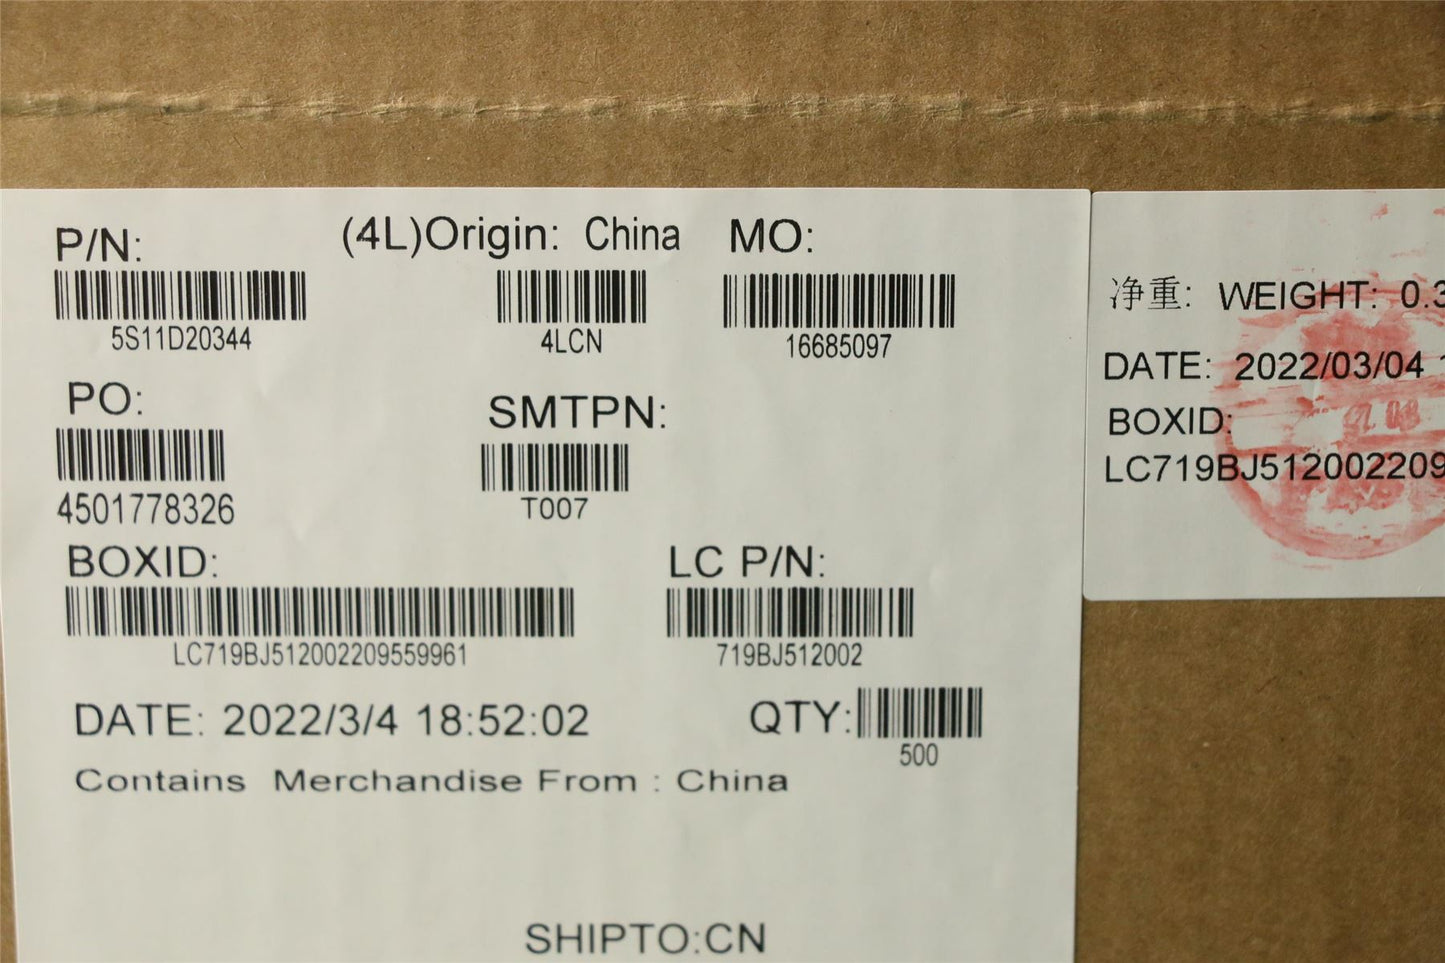 P/N: (4L)Origin: China MO:
5S11D20344 4LCN 16685097
PO: SMTPN:
4501778326 T007
BOXID: LC P/N:
LC719BJ512002209559961 719BJ512002
DATE: 2022/3/4 18:52:02 QTY:
500
Contains Merchandise From : China
SHIPTO:CN
净重: WEIGHT: 0.3
DATE: 2022/03/04
BOXID:
LC719BJ512002209